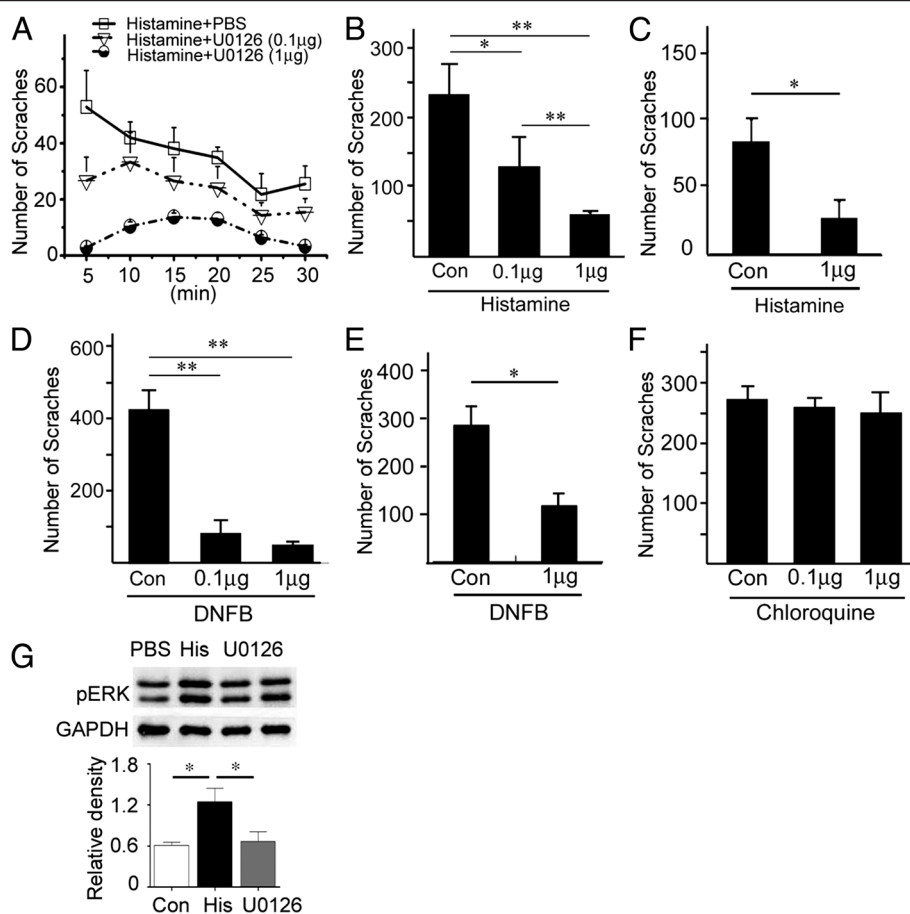 A
Histamine+PBS
Histamine+U0126 (0.1µg)
Histamine+U0126 (1µg)
Number of Scraches
60
40
20
0
5 10 15 20 25 30
(min)
B
**
*
**
Number of Scraches
300
200
100
Con 0.1µg 1µg
Histamine
C
*
Number of Scraches
150
100
50
0
Con 1µg
Histamine
D
**
**
Number of Scraches
600
400
200
Con 0.1µg 1µg
DNFB
E
*
Number of Scraches
400
300
200
100
Con 1µg
DNFB
F
Number of Scraches
300
250
100
Con 0.1µg 1µg
Chloroquine
G
PBS His U0126
pERK
GAPDH
* *
Relative density
1.8
1.2
0.6
0
Con His U0126